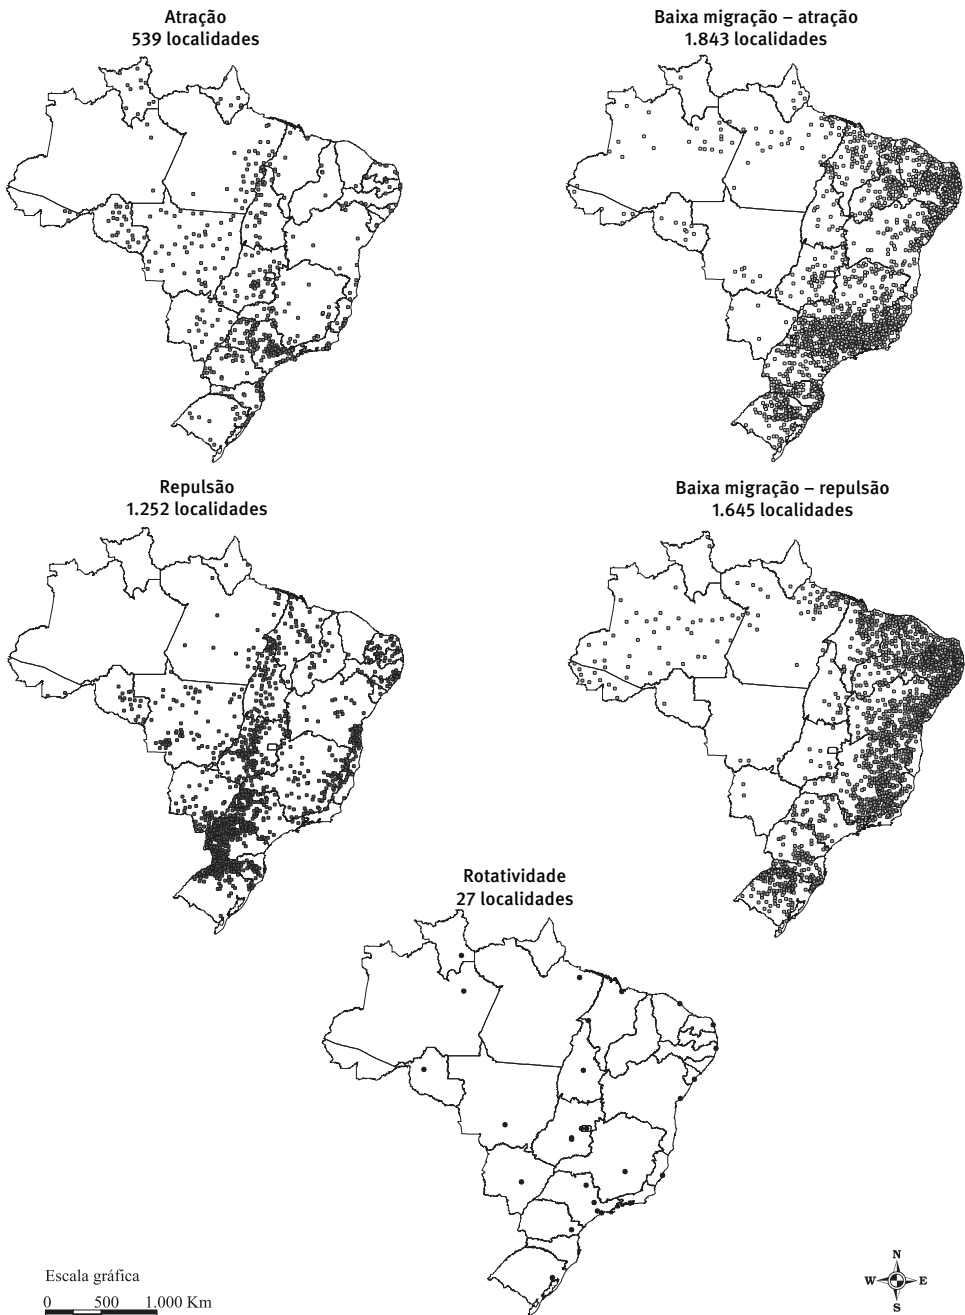 Atração
539 localidades
Baixa migração – atração
1.843 localidades
Repulsão
1.252 localidades
Baixa migração – repulsão
1.645 localidades
Rotatividade
27 localidades
Escala gráfica
0 500 1.000 Km
N
W E
S